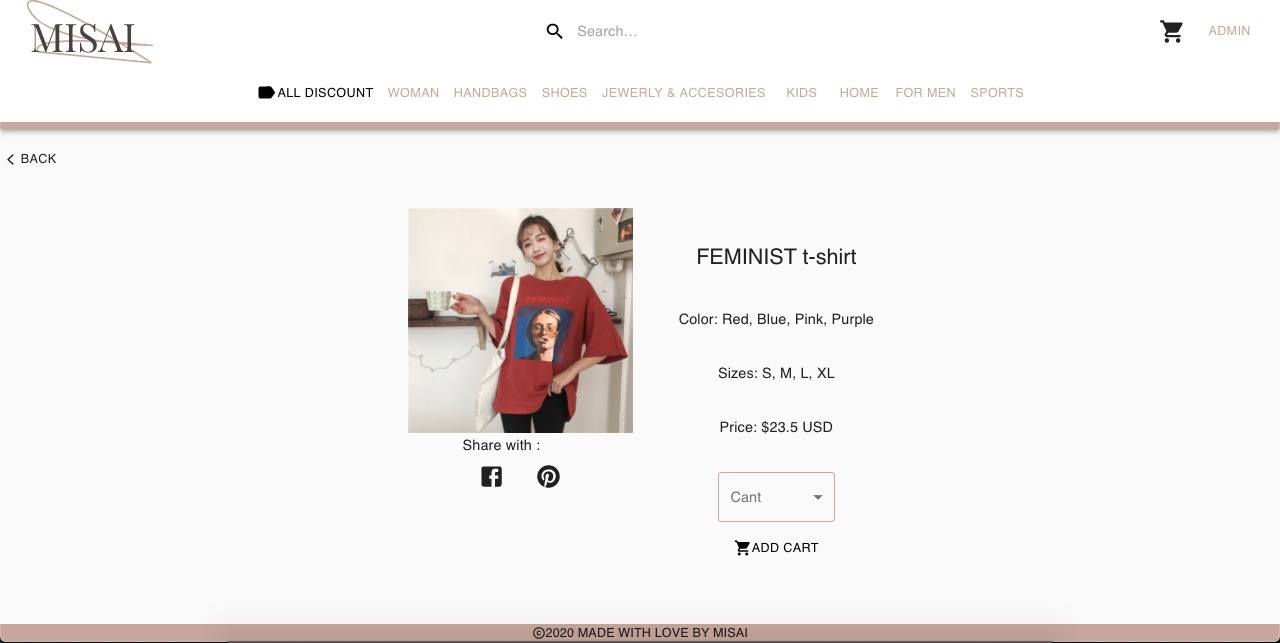 MISAI
Search...
ADMIN
ALL DISCOUNT WOMAN HANDBAGS SHOES JEWERLY & ACCESORIES KIDS HOME FOR MEN SPORTS
BACK
FEMINIST
FEMINIST t-shirt
Color: Red, Blue, Pink, Purple
Sizes: S, M, L, XL
Price: $23.5 USD
Share with :
Cant
ADD CART
©2020 MADE WITH LOVE BY MISAI